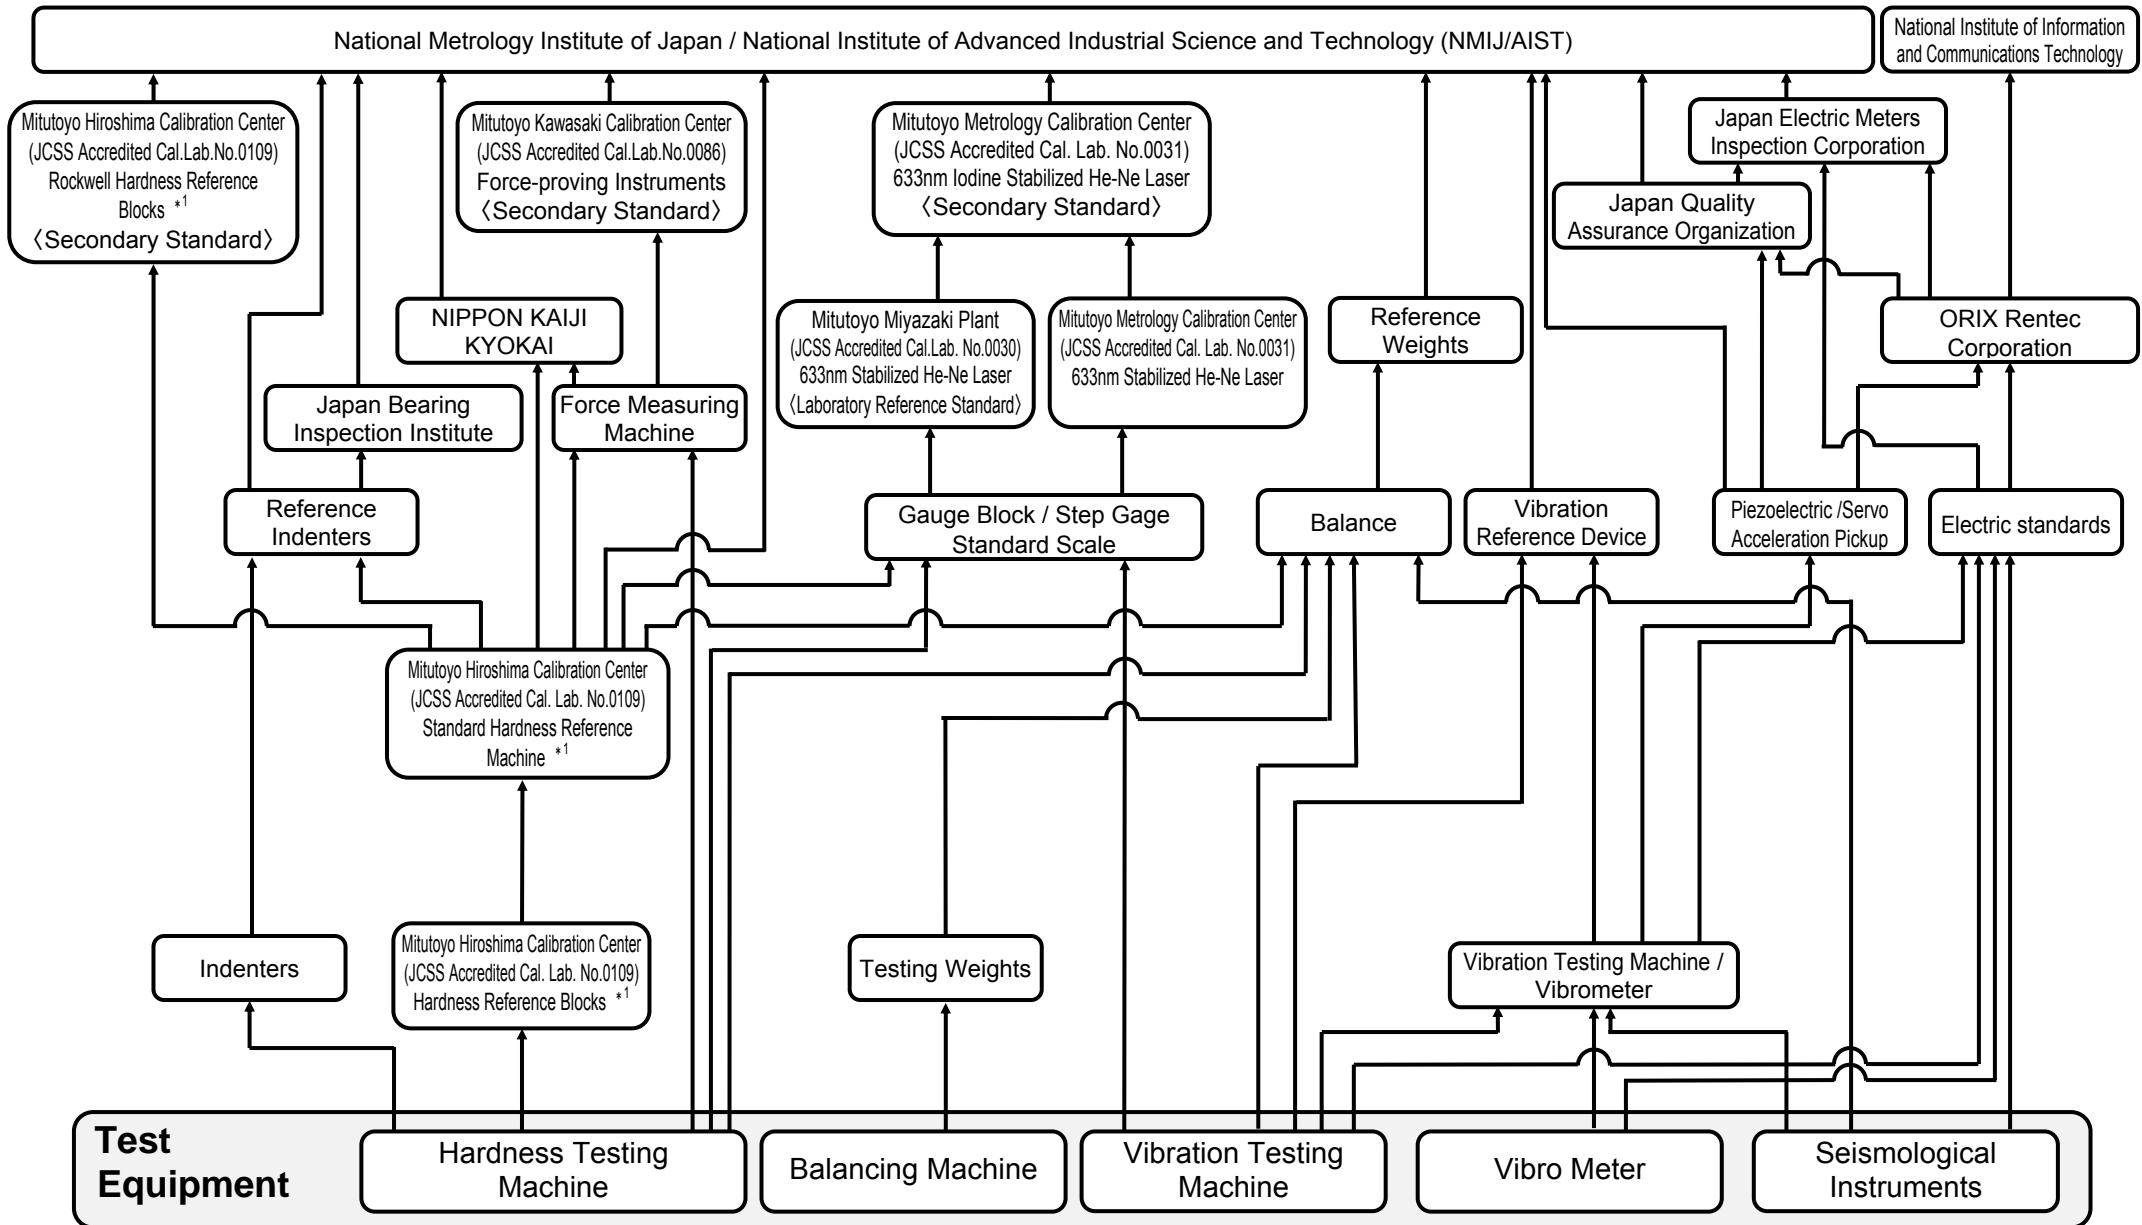 National Metrology Institute of Japan / National Institute of Advanced Industrial Science and Technology (NMIJ/AIST)
National Institute of Information
and Communications Technology
Mitutoyo Hiroshima Calibration Center
(JCSS Accredited Cal.Lab.No.0109)
Rockwell Hardness Reference
Blocks *1
〈Secondary Standard〉
Mitutoyo Kawasaki Calibration Center
(JCSS Accredited Cal.Lab.No.0086)
Force-proving Instruments
〈Secondary Standard〉
Mitutoyo Metrology Calibration Center
(JCSS Accredited Cal. Lab. No.0031)
633nm Iodine Stabilized He-Ne Laser
〈Secondary Standard〉
Japan Electric Meters
Inspection Corporation
Japan Quality
Assurance Organization
NIPPON KAIJI
KYOKAI
Mitutoyo Miyazaki Plant
(JCSS Accredited Cal.Lab. No.0030)
633nm Stabilized He-Ne Laser
〈Laboratory Reference Standard〉
Mitutoyo Metrology Calibration Center
(JCSS Accredited Cal. Lab. No.0031)
633nm Stabilized He-Ne Laser
Reference
Weights
ORIX Rentec
Corporation
Japan Bearing
Inspection Institute
Force Measuring
Machine
Reference
Indenters
Gauge Block / Step Gage
Standard Scale
Balance
Vibration
Reference Device
Piezoelectric /Servo
Acceleration Pickup
Electric standards
Mitutoyo Hiroshima Calibration Center
(JCSS Accredited Cal. Lab. No.0109)
Standard Hardness Reference
Machine *1
Indenters
Mitutoyo Hiroshima Calibration Center
(JCSS Accredited Cal. Lab. No.0109)
Hardness Reference Blocks *1
Testing Weights
Vibration Testing Machine /
Vibrometer
Test
Equipment
Hardness Testing
Machine
Balancing Machine
Vibration Testing
Machine
Vibro Meter
Seismological
Instruments